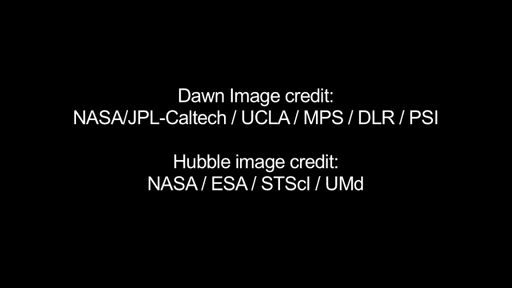 Dawn Image credit:
NASA/JPL-Caltech / UCLA / MPS / DLR / PSI
Hubble image credit:
NASA / ESA / STScI / UMd